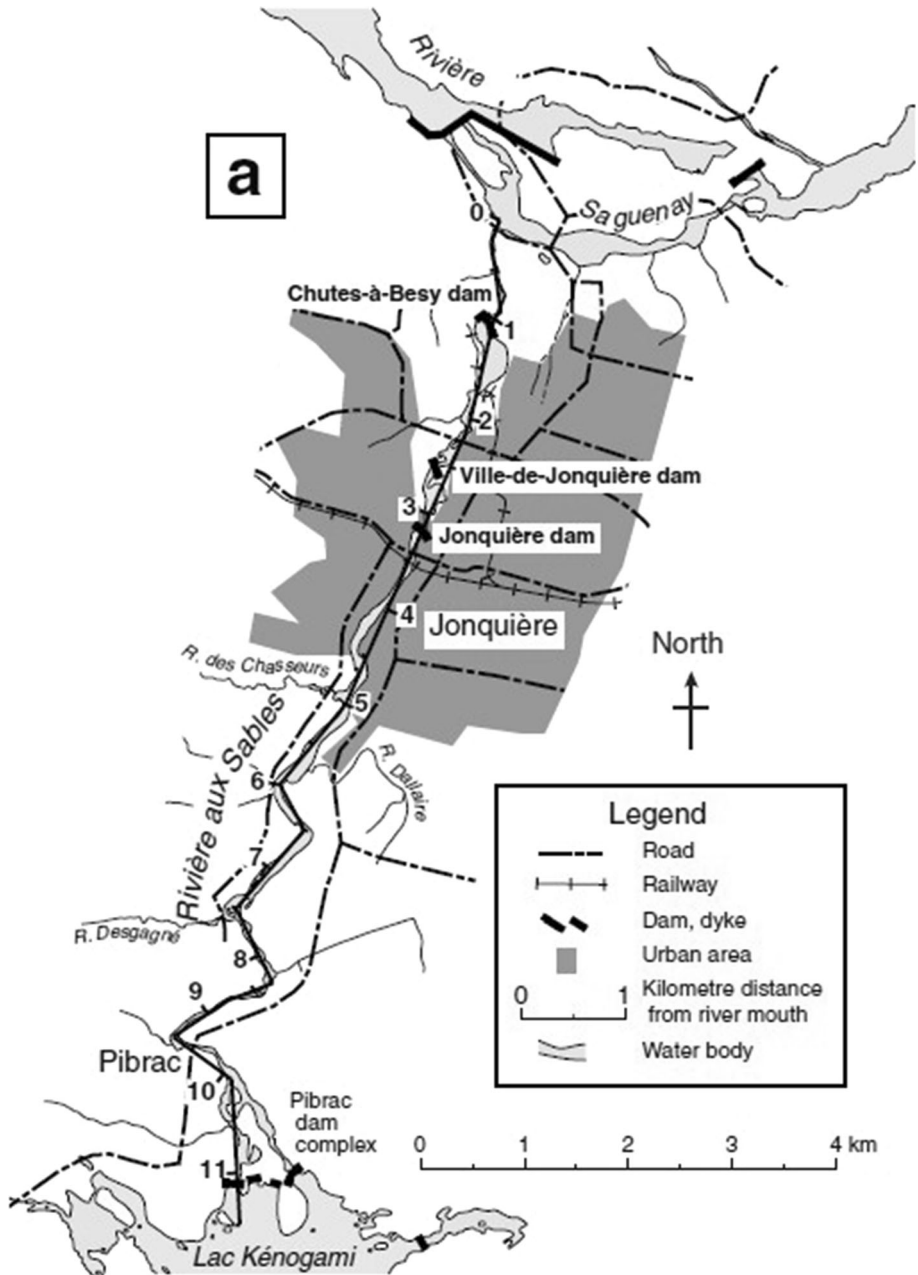 Rivière
a
Saguenay
0
Chutes-à-Besy dam
1
2
Ville-de-Jonquière dam
3
Jonquière dam
4
Jonquière
North
R. des Chasseurs
5
Rivière aux Sables
R. Dallaire
6
7
R. Desgagné
8
9
Pibrac
10
Pibrac
dam
complex
11
Lac Kénogami
Legend
Road
Railway
Dam, dyke
Urban area
0 1 Kilometre distance
from river mouth
Water body
0 1 2 3 4 km